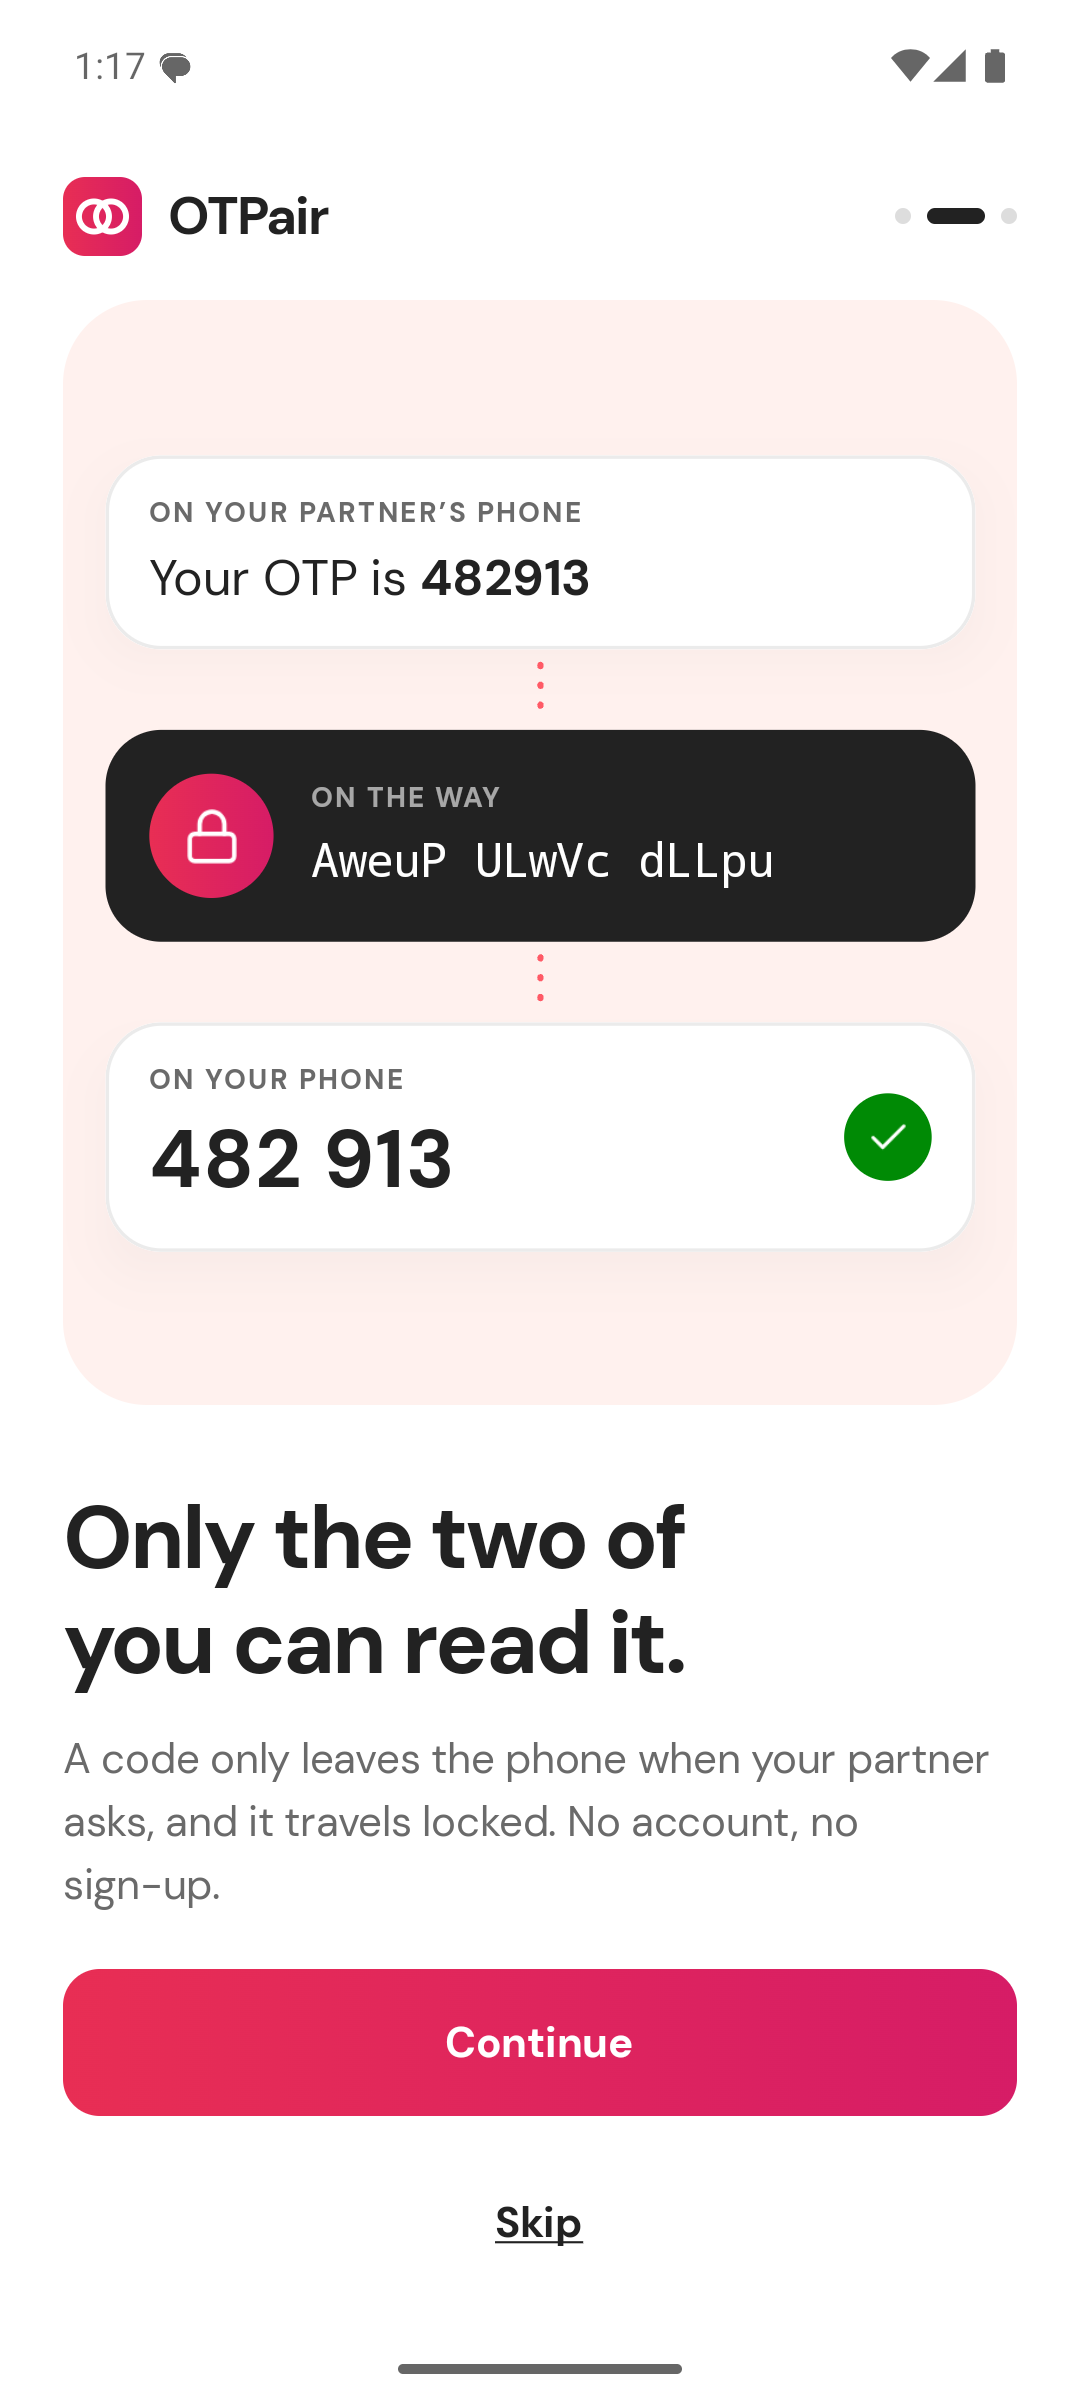 1:17
OTPair
ON YOUR PARTNER’S PHONE
Your OTP is 482913
ON THE WAY
AweuP ULwVc dLLpu
ON YOUR PHONE
482 913
Only the two of
you can read it.
A code only leaves the phone when your partner
asks, and it travels locked. No account, no
sign-up.
Continue
Skip